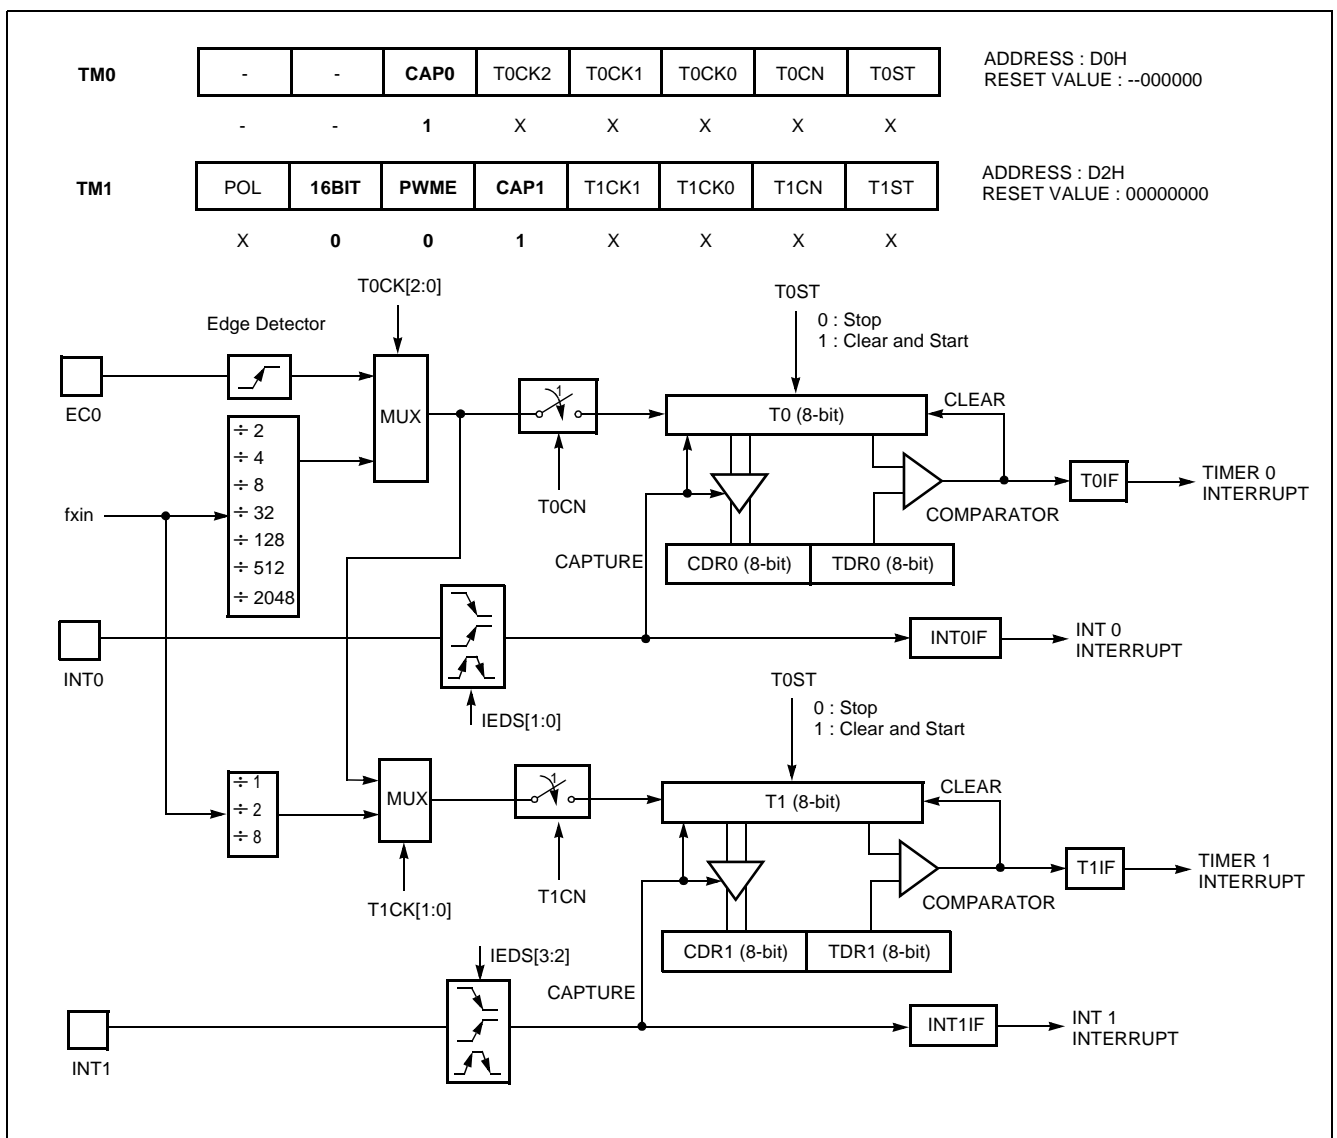 TM0 - - CAP0 T0CK2 T0CK1 T0CK0 T0CN T0ST ADDRESS : D0H
RESET VALUE : --000000
- - 1 X X X X X
TM1 POL 16BIT PWME CAP1 T1CK1 T1CK0 T1CN T1ST ADDRESS : D2H
RESET VALUE : 00000000
X 0 0 1 X X X X
T0CK[2:0]
T0ST
0 : Stop
1 : Clear and Start
Edge Detector
EC0
MUX
1
T0CN
T0 (8-bit)
CLEAR
÷ 2
÷ 4
÷ 8
÷ 32
÷ 128
÷ 512
÷ 2048
fxin
COMPARATOR
T0IF
TIMER 0
INTERRUPT
CAPTURE
CDR0 (8-bit)
TDR0 (8-bit)
INT0
IEDS[1:0]
INT0IF
INT 0
INTERRUPT
T0ST
0 : Stop
1 : Clear and Start
÷ 1
÷ 2
÷ 8
MUX
T1CK[1:0]
1
T1CN
T1 (8-bit)
CLEAR
COMPARATOR
T1IF
TIMER 1
INTERRUPT
CDR1 (8-bit)
TDR1 (8-bit)
IEDS[3:2]
CAPTURE
INT1
INT1IF
INT 1
INTERRUPT